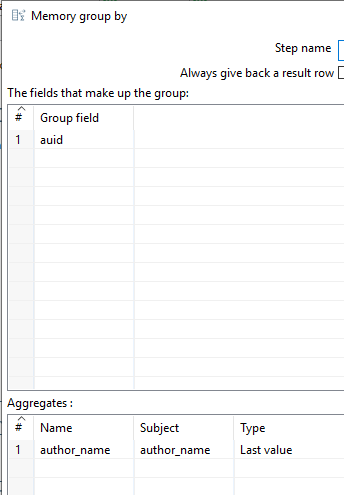 Memory group by
Step name
Always give back a result row
The fields that make up the group:
# Group field
1 auid
Aggregates :
# Name Subject Type
1 author_name author_name Last value